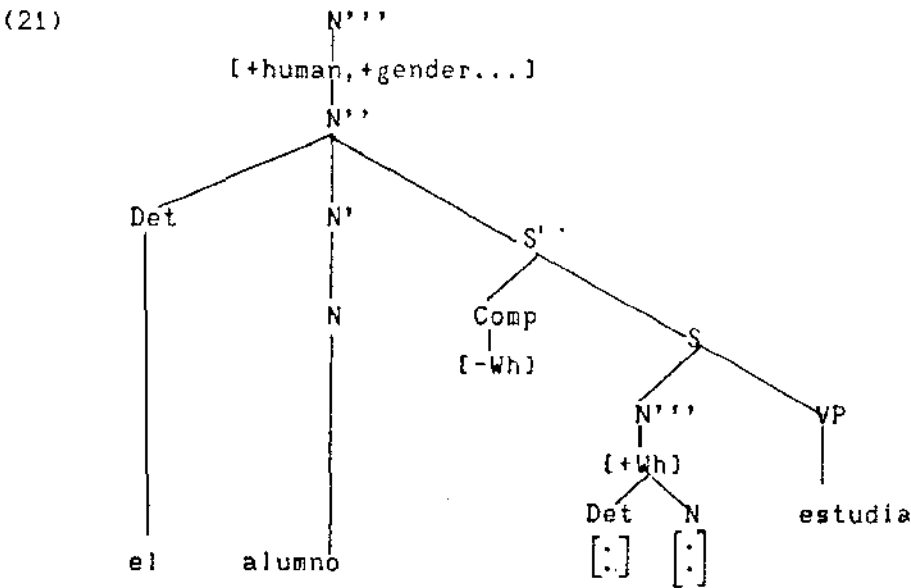 (21) N'''
[+human,+gender...]
N''
Det N' S''
N Comp S
[-Wh]
N''' VP
[+Wh]
Det N estudia
[:] [:]
el alumno